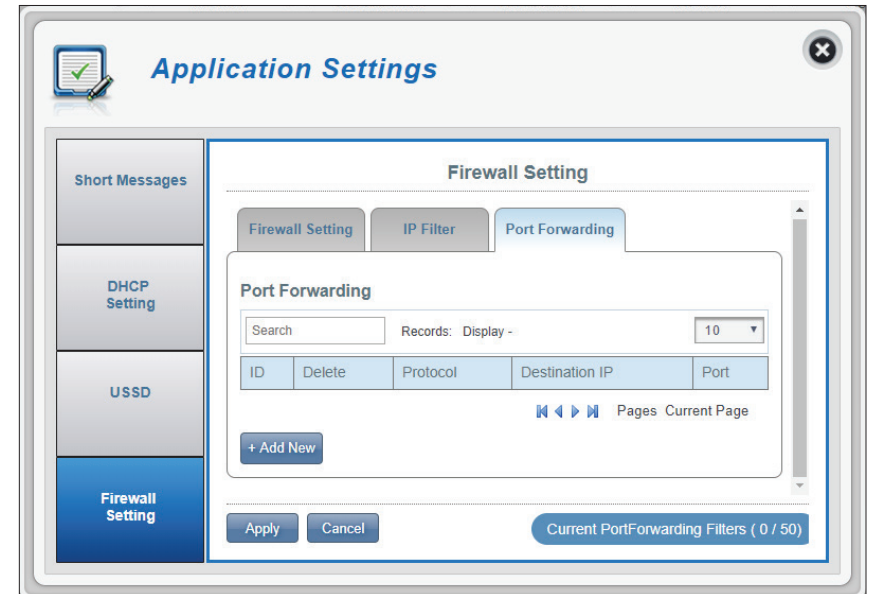 Application Settings
Short Messages
DHCP
Setting
USSD
Firewall
Setting
Firewall Setting
Firewall Setting IP Filter Port Forwarding
Port Forwarding
Search Records: Display - 10
ID Delete Protocol Destination IP Port
Pages Current Page
+ Add New
Apply Cancel Current PortForwarding Filters ( 0 / 50)